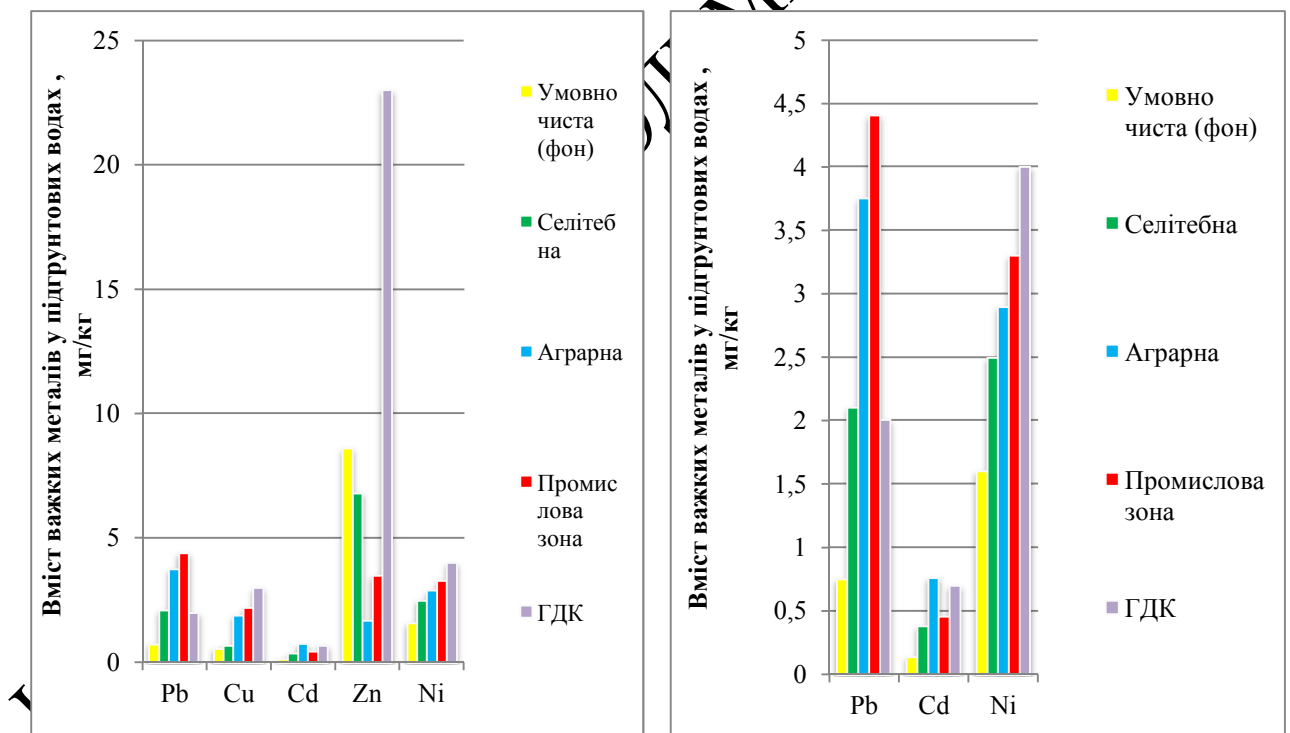 Вміст важких металів у підгрунтових водах ,
мг/кг
25
20
15
10
5
0
Pb Cu Cd Zn Ni
Умовно
чиста
(фон)
Селітеб
на
Аграрна
Промис
лова
зона
ГДК
Вміст важких металів у підгрунтових водах ,
мг/кг
5
4,5
4
3,5
3
2,5
2
1,5
1
0,5
0
Pb Cd Ni
Умовно
чиста (фон)
Селітебна
Аграрна
Промислова
зона
ГДК